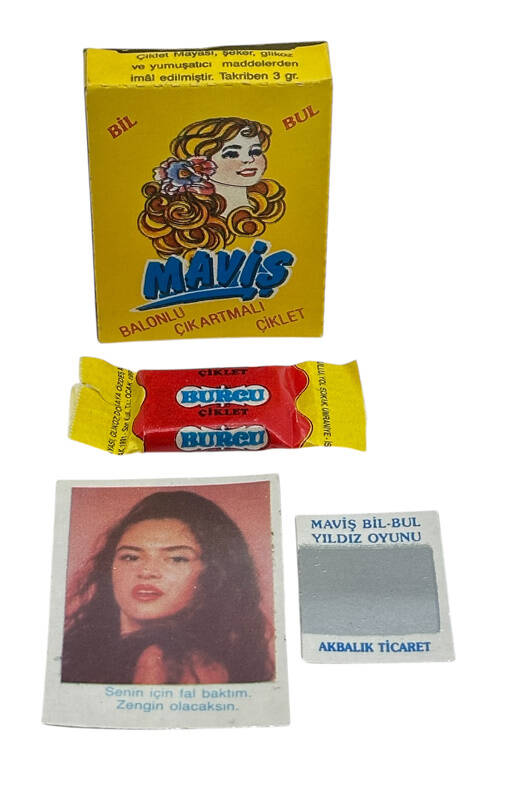 Çiklet Mayası, şeker, glikoz
ve yumuşatıcı maddelerden
imâl edilmiştir. Takriben 3 gr.
BİL BUL
MAVİŞ
BALONLU
ÇIKARTMALI
ÇİKLET
ÇİKLET
BURCU
ÇİKLET
BURCU
MAVİŞ BİL-BUL
YILDIZ OYUNU
AKBALIK TİCARET
Senin için fal baktım.
Zengin olacaksın.